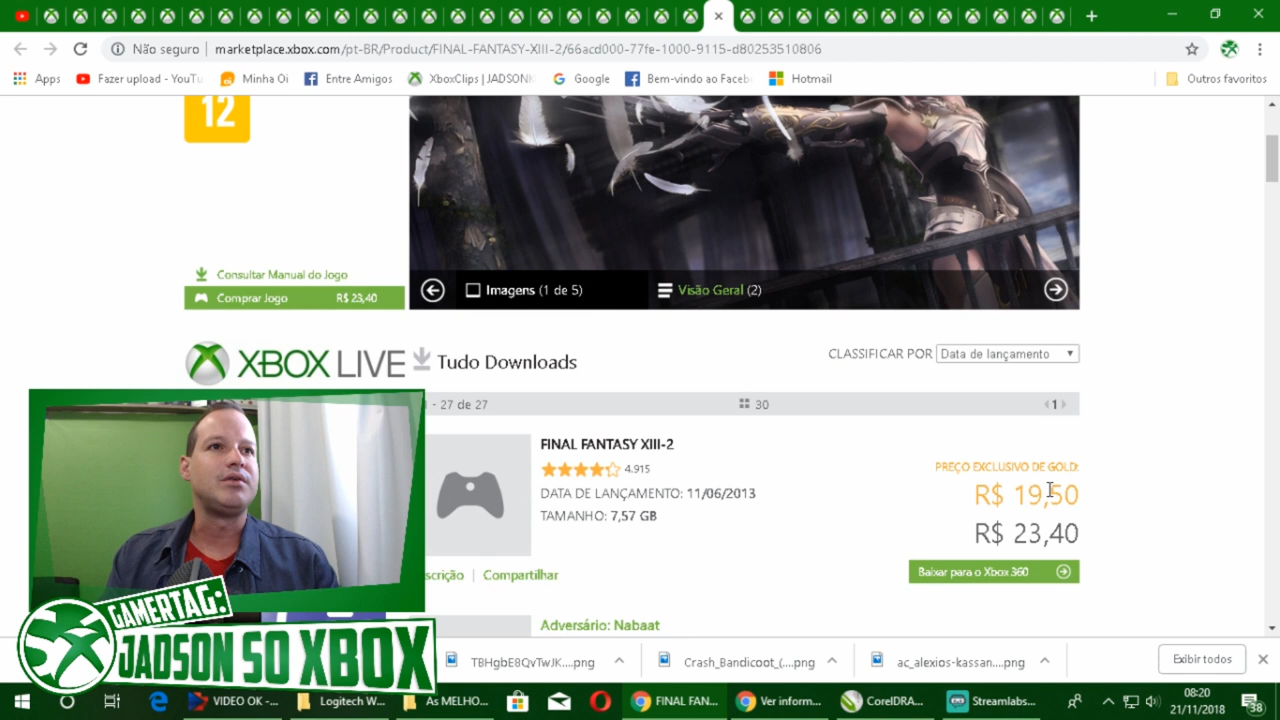 Não seguro | marketplace.xbox.com/pt-BR/Product/FINAL-FANTASY-XIII-2/66acd000-77fe-1000-9115-d80253510806
Apps Fazer upload - YouTu Minha Oi Entre Amigos XboxClips | JADSON Google Bem-vindo ao Faceb Hotmail Outros favoritos
12
Consultar Manual do Jogo
Comprar Jogo R$ 23,40
Imagens (1 de 5) Visão Geral (2)
XBOX LIVE Tudo Downloads
CLASSIFICAR POR Data de lançamento
- 27 de 27 30 1
FINAL FANTASY XIII-2
4.915
DATA DE LANÇAMENTO: 11/06/2013
TAMANHO: 7,57 GB
PREÇO EXCLUSIVO DE GOLD:
R$ 19,50
R$ 23,40
Baixar para o Xbox 360
scrição | Compartilhar
Adversário: Nabaat
GAMERTAG:
JADSON SO XBOX
TBHgbE8QvTwJK....png Crash_Bandicoot_(....png ac_alexios-kassan....png Exibir todos
VIDEO OK -... Logitech W... As MELHO... FINAL FAN... Ver inform... CorelDRA... Streamlabs...
08:20
21/11/2018
38